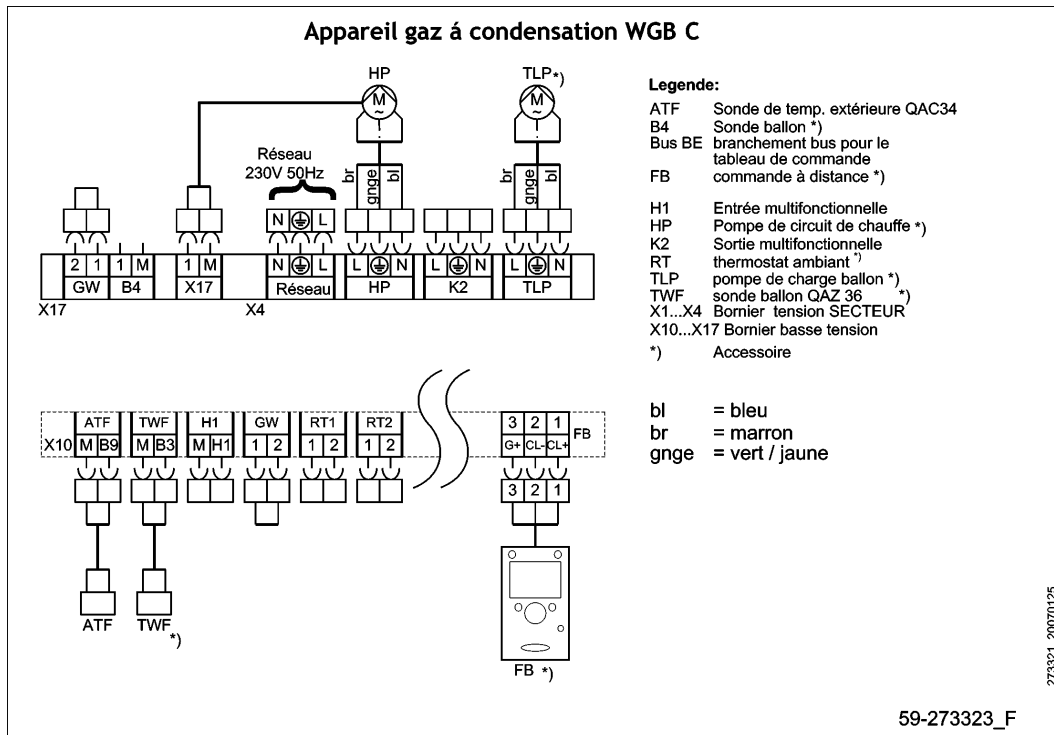 Appareil gaz á condensation WGB C
HP
TLP *)
M
~
M
~
Réseau
230V 50Hz
br
gnge
bl
br
gnge
bl
N L
2 1 1 M 1 M N L L N L N L N
GW B4 X17 Réseau HP K2 TLP
X17 X4
Legende:
ATF Sonde de temp. extérieure QAC34
B4 Sonde ballon *)
Bus BE branchement bus pour le
tableau de commande
FB commande à distance *)
H1 Entrée multifonctionnelle
HP Pompe de circuit de chauffe *)
K2 Sortie multifonctionnelle
RT thermostat ambiant *)
TLP pompe de charge ballon *)
TWF sonde ballon QAZ 36 *)
X1...X4 Bornier tension SECTEUR
X10...X17 Bornier basse tension
*) Accessoire
bl = bleu
br = marron
gnge = vert / jaune
ATF TWF H1 GW RT1 RT2 3 2 1
X10 M B9 M B3 M H1 1 2 1 2 1 2 G+ CL- CL+ FB
3 2 1
ATF TWF *)
FB *)
273321_20070125
59-273323_F